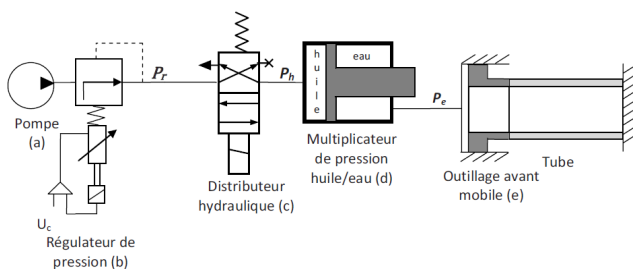 Pompe
(a)
P_r
U_c
Régulateur de
pression (b)
Distributeur
hydraulique (c)
P_h
huile
eau
Multiplicateur
de pression
huile/eau (d)
P_e
Outillage avant
mobile (e)
Tube